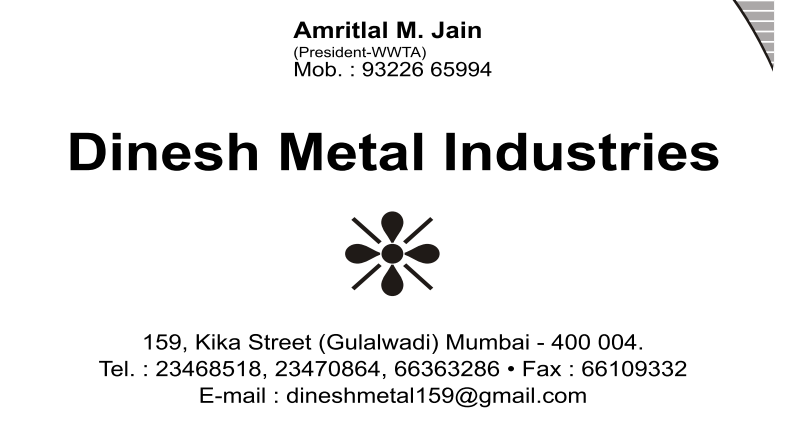 Amritlal M. Jain
(President-WWTA)
Mob. : 93226 65994
Dinesh Metal Industries
159, Kika Street (Gulalwadi) Mumbai - 400 004.
Tel. : 23468518, 23470864, 66363286 • Fax : 66109332
E-mail : dineshmetal159@gmail.com